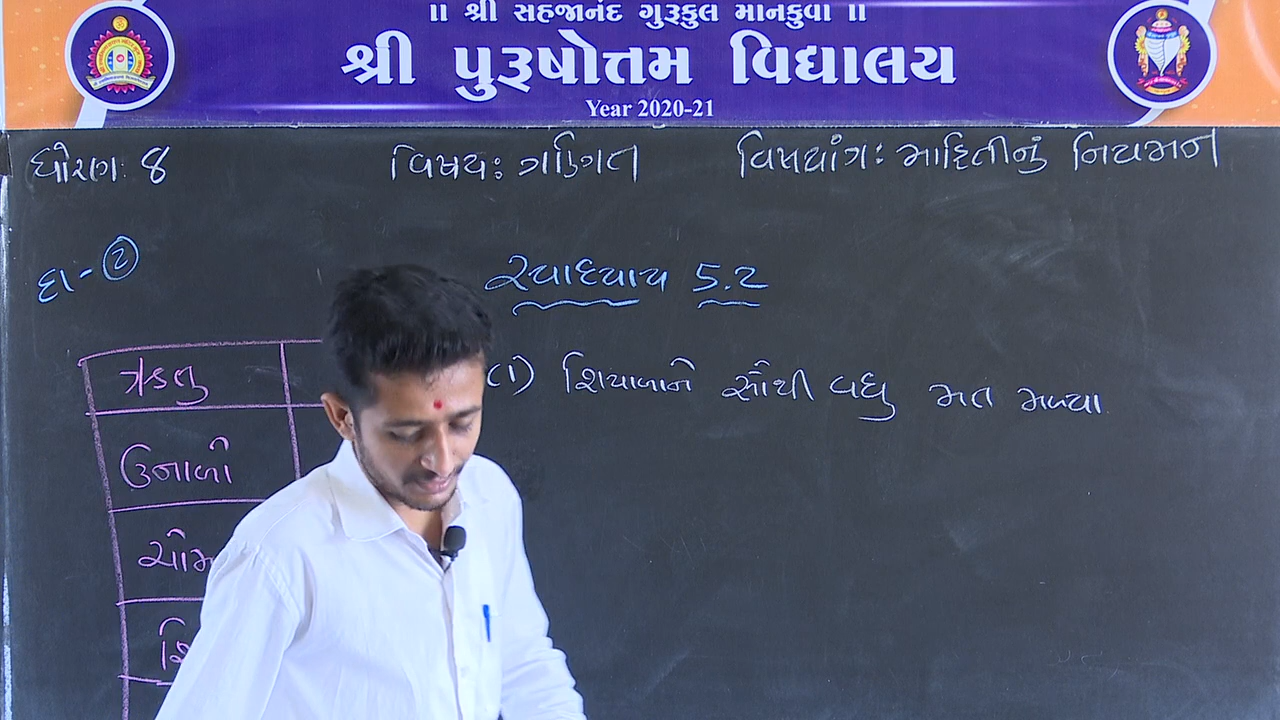 ॥ શ્રી સહજાનંદ ગુરૂકુલ માનકુવા ॥
શ્રી પુરૂષોત્તમ વિદ્યાલય
Year 2020-21
ધોરણ: 8
વિષય: ગણિત
વિષયાંગ: માહિતીનું નિયમન
દા-②
સ્વાધ્યાય 5.2
ઋતુ
(1) શિયાળાને સૌથી વધુ મત મળ્યા
ઉનાળો